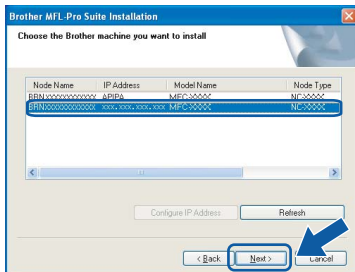 Brother MFL-Pro Suite Installation
Choose the Brother machine you want to install
Node Name IP Address Model Name Node Type
BRNXXXXXXXXXXXX APIPA MFC-XXXX NC-XXXX
BRNXXXXXXXXXXXX xxx.xxx.xxx.xxx MFC-XXXX NC-XXXX
Configure IP Address Refresh
< Back Next > Cancel